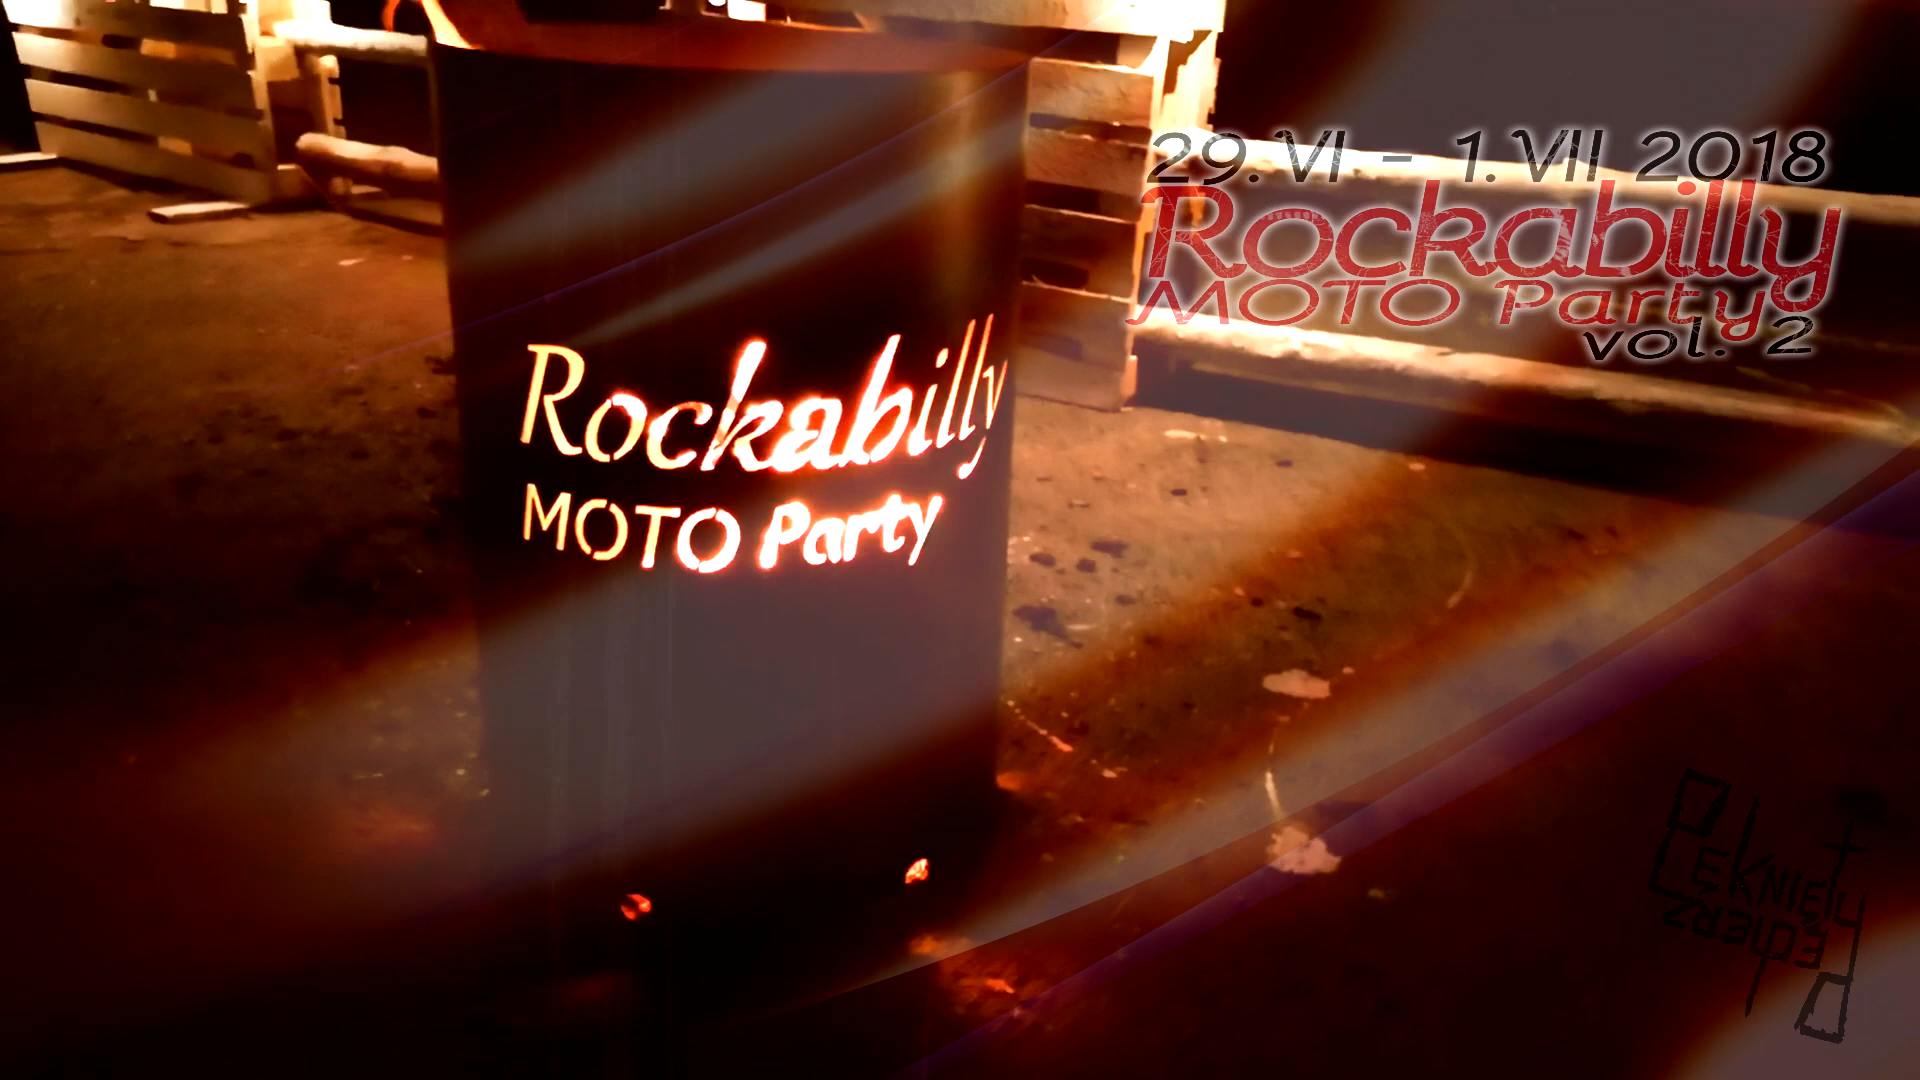 29.VI - 1.VII 2018
Rockabilly
MOTO Party
vol. 2
Rockabilly
MOTO Party